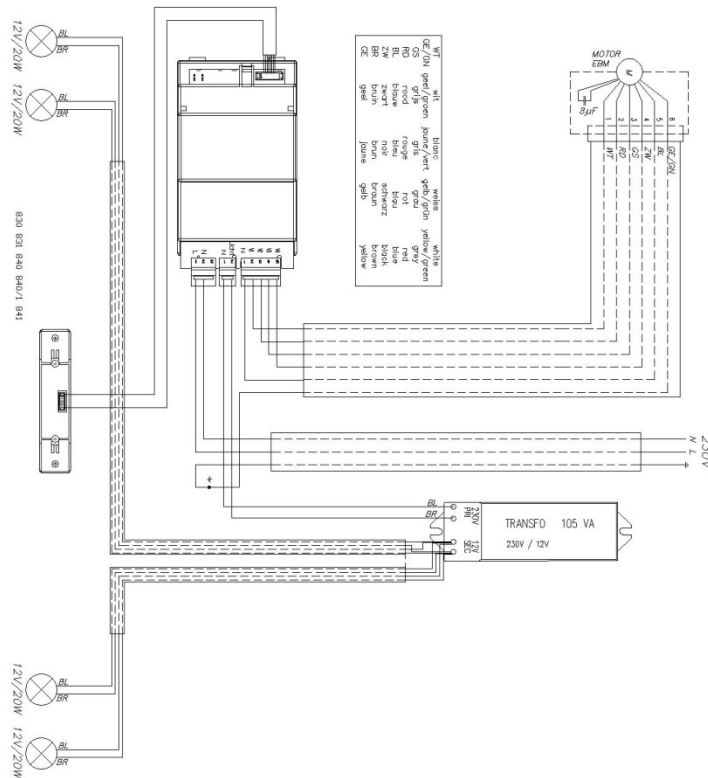 12V/20W
BL
BR
12V/20W
BL
BR
WT wit blanc weiss white
GE/GN geel/groen jaune/vert gelb/grün yellow/green
GS grijs gris grau grey
RD rood rouge rot red
BL blauw bleu blau blue
ZW zwart noir schwarz black
BR bruin brun braun brown
GE geel jaune gelb yellow
MOTOR
EBM
M
8µF
1 2 3 4 5 6
WT RD GS ZW BL GE/GN
830 831 840 840/1 841
L N
N
N
230V
N
L
BL
BR
230V
PRI
12V
SEC
TRANSFO 105 VA
230V / 12V
12V/20W
BL
BR
12V/20W
BL
BR